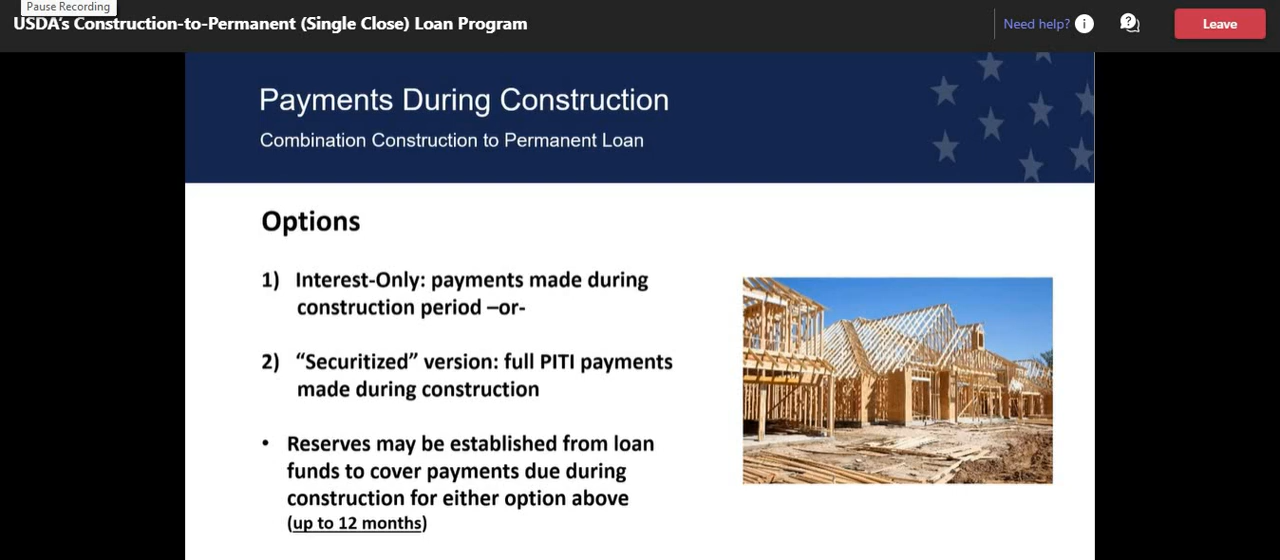 Pause Recording
USDA's Construction-to-Permanent (Single Close) Loan Program
Need help?
Leave
Payments During Construction
Combination Construction to Permanent Loan
Options
1) Interest-Only: payments made during
construction period –or-
2) “Securitized” version: full PITI payments
made during construction
• Reserves may be established from loan
funds to cover payments due during
construction for either option above
(up to 12 months)